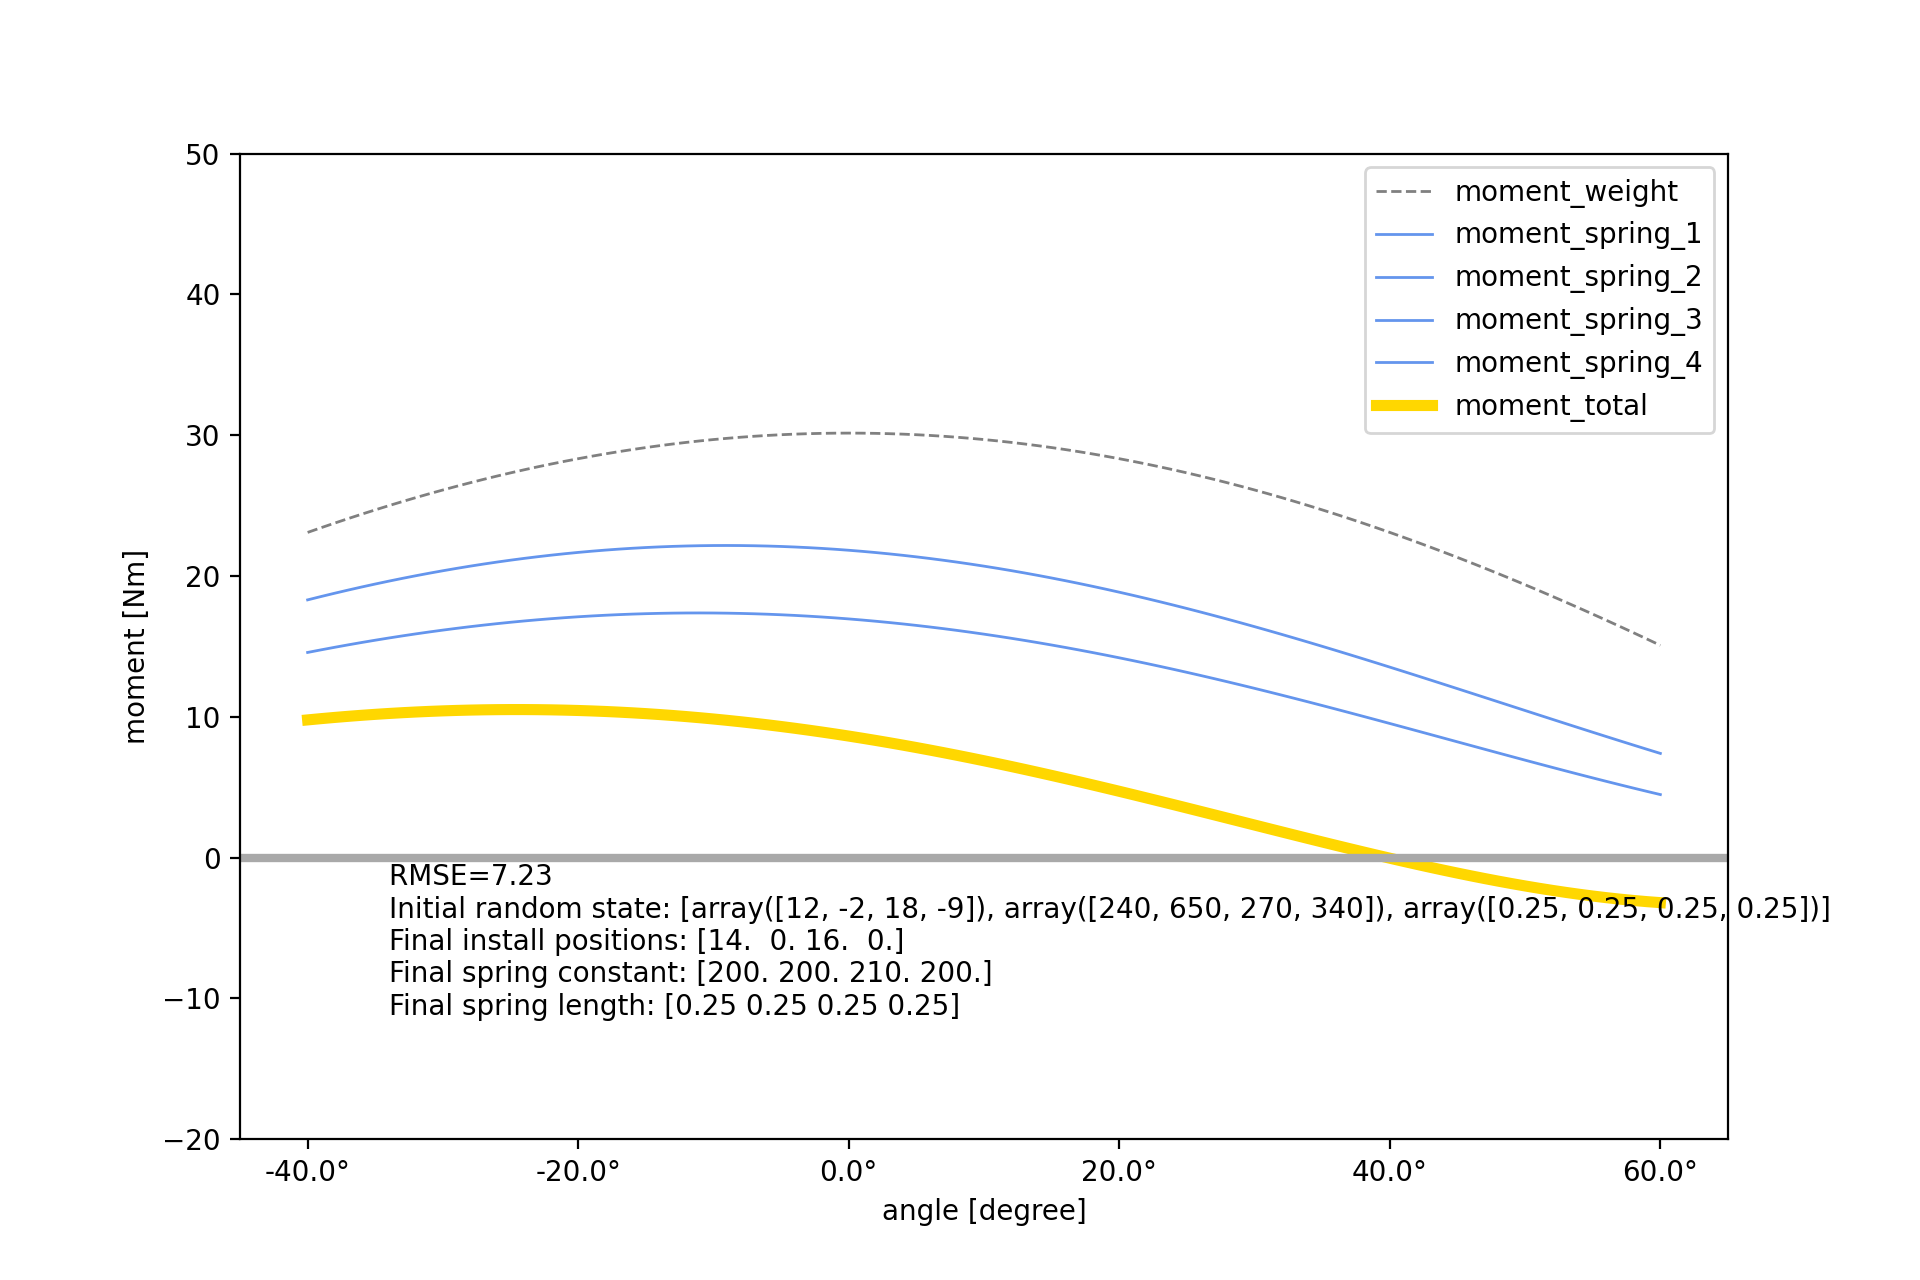 50
40
30
20
10
0
−10
−20
moment [Nm]
moment_weight
moment_spring_1
moment_spring_2
moment_spring_3
moment_spring_4
moment_total
RMSE=7.23
Initial random state: [array([12, -2, 18, -9]), array([240, 650, 270, 340]), array([0.25, 0.25, 0.25, 0.25])]
Final install positions: [14.  0. 16.  0.]
Final spring constant: [200. 200. 210. 200.]
Final spring length: [0.25 0.25 0.25 0.25]
-40.0° -20.0° 0.0° 20.0° 40.0° 60.0°
angle [degree]